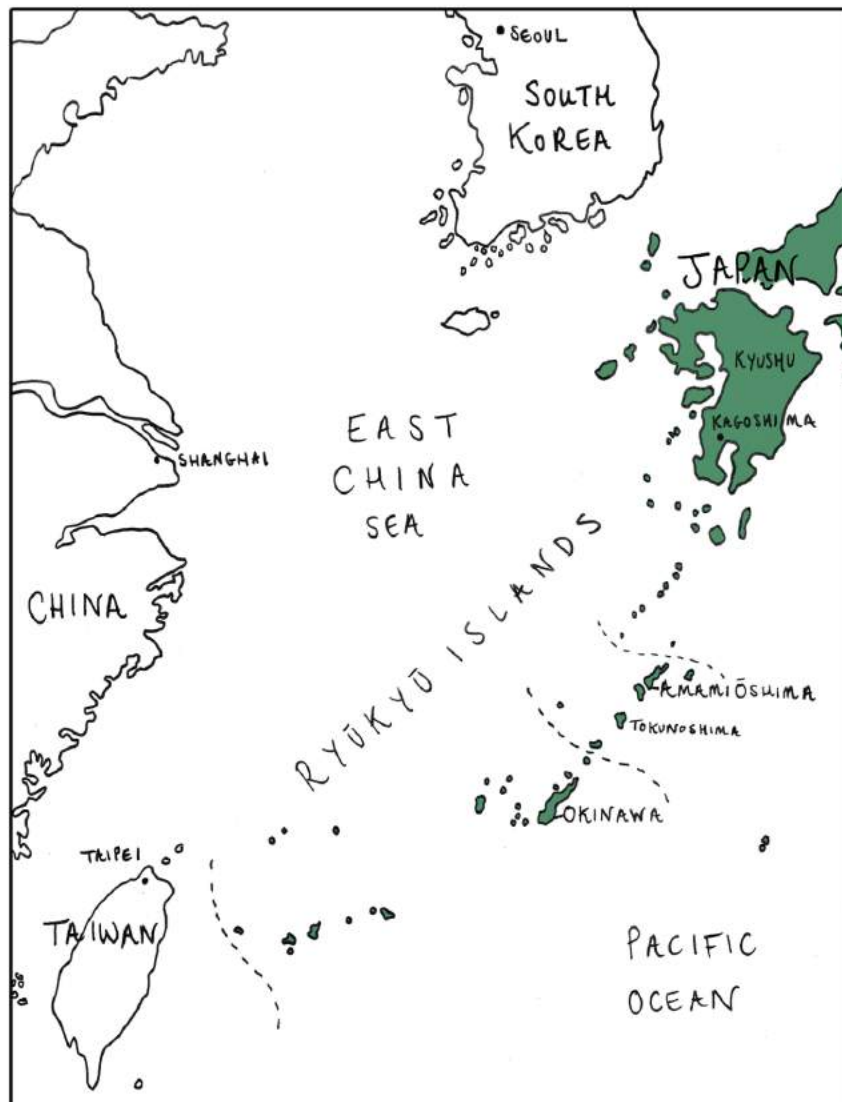 SEOUL
SOUTH
KOREA
JAPAN
KYUSHU
KAGOSHIMA
EAST
CHINA
SEA
SHANGHAI
CHINA
RYŪKYŪ ISLANDS
AMAMIŌSHIMA
TOKUNOSHIMA
OKINAWA
TAIPEI
TAIWAN
PACIFIC
OCEAN